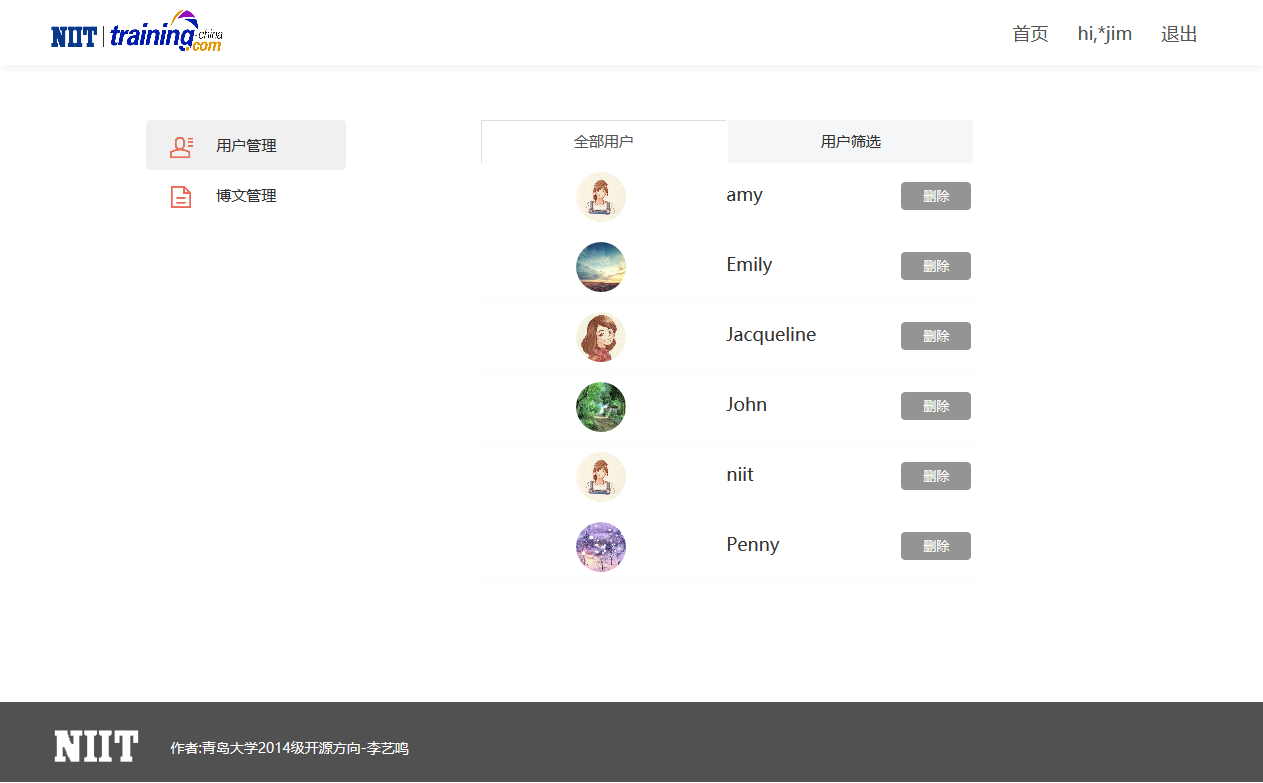 NIIT training-china.com
首页 hi,*jim 退出
用户管理
博文管理
全部用户 用户筛选
amy 删除
Emily 删除
Jacqueline 删除
John 删除
niit 删除
Penny 删除
NIIT 作者:青岛大学2014级开源方向-李艺鸣